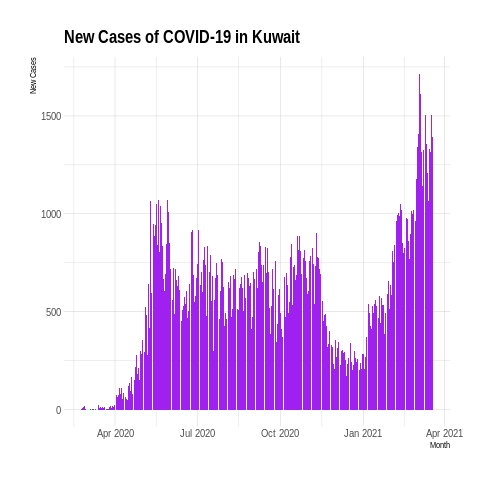 New Cases of COVID-19 in Kuwait
New Cases
1500
1000
500
0
Apr 2020 Jul 2020 Oct 2020 Jan 2021 Apr 2021
Month